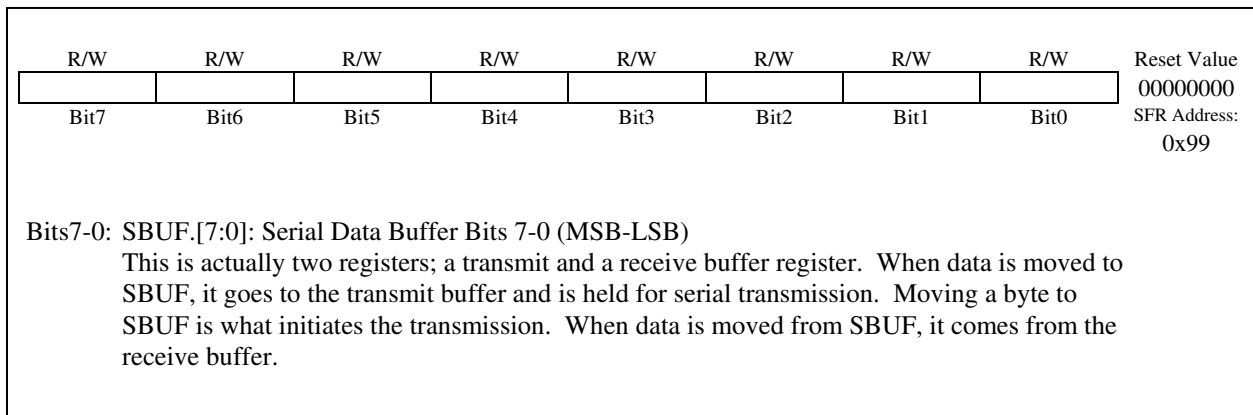 R/W R/W R/W R/W R/W R/W R/W R/W Reset Value
00000000
Bit7 Bit6 Bit5 Bit4 Bit3 Bit2 Bit1 Bit0 SFR Address:
0x99
Bits7-0: SBUF.[7:0]: Serial Data Buffer Bits 7-0 (MSB-LSB)
This is actually two registers; a transmit and a receive buffer register. When data is moved to
SBUF, it goes to the transmit buffer and is held for serial transmission. Moving a byte to
SBUF is what initiates the transmission. When data is moved from SBUF, it comes from the
receive buffer.